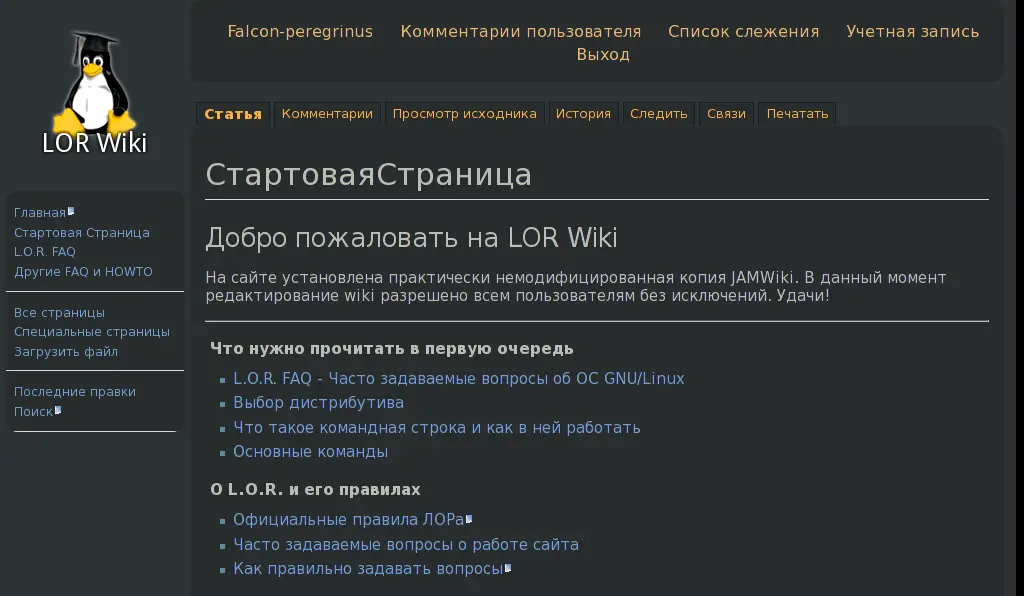 LOR Wiki
Главная
Стартовая Страница
L.O.R. FAQ
Другие FAQ и HOWTO
Все страницы
Специальные страницы
Загрузить файл
Последние правки
Поиск
Falcon-peregrinus Комментарии пользователя Список слежения Учетная запись
Выход
Статья Комментарии Просмотр исходника История Следить Связи Печатать
СтартоваяСтраница
Добро пожаловать на LOR Wiki
На сайте установлена практически немодифицированная копия JAMWiki. В данный момент
редактирование wiki разрешено всем пользователям без исключений. Удачи!
Что нужно прочитать в первую очередь
L.O.R. FAQ - Часто задаваемые вопросы об ОС GNU/Linux
Выбор дистрибутива
Что такое командная строка и как в ней работать
Основные команды
О L.O.R. и его правилах
Официальные правила ЛОРа
Часто задаваемые вопросы о работе сайта
Как правильно задавать вопросы